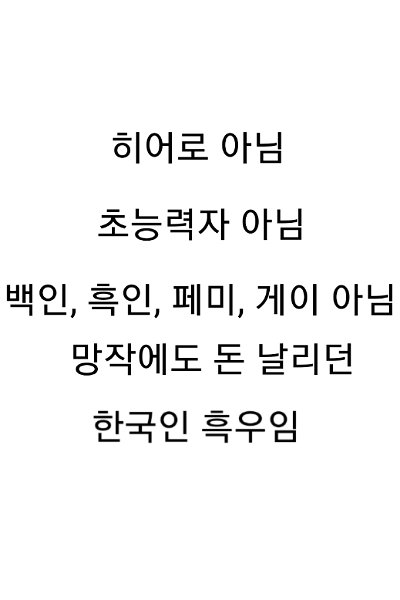 히어로 아님
초능력자 아님
백인, 흑인, 페미, 게이 아님
망작에도 돈 날리던
한국인 흑우임